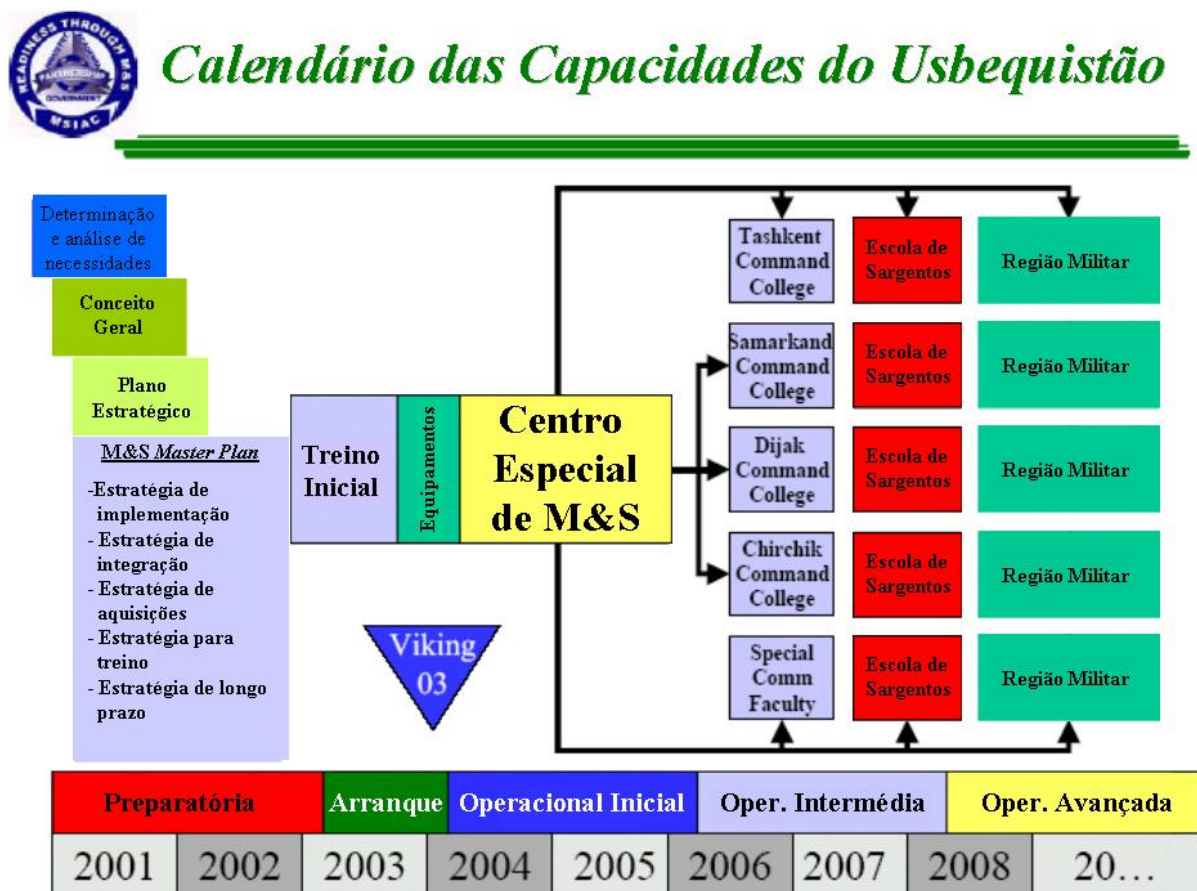 READINESS THROUGH M&S
PARTNERSHIP
GOVERNMENT
MSIAC
Calendário das Capacidades do Usbequistão
Determinação
e análise de
necessidades
Conceito
Geral
Plano
Estratégico
M&S Master Plan
-Estratégia de
implementação
- Estratégia de
integração
- Estratégia de
aquisições
- Estratégia para
treino
- Estratégia de longo
prazo
Treino
Inicial
Equipamentos
Centro
Especial
de M&S
Viking
03
Tashkent
Command
College
Escola de
Sargentos
Região Militar
Samarkand
Command
College
Escola de
Sargentos
Região Militar
Dijak
Command
College
Escola de
Sargentos
Região Militar
Chirchik
Command
College
Escola de
Sargentos
Região Militar
Special
Comm
Faculty
Escola de
Sargentos
Região Militar
Preparatória Arranque Operacional Inicial Oper. Intermédia Oper. Avançada
2001 2002 2003 2004 2005 2006 2007 2008 20...